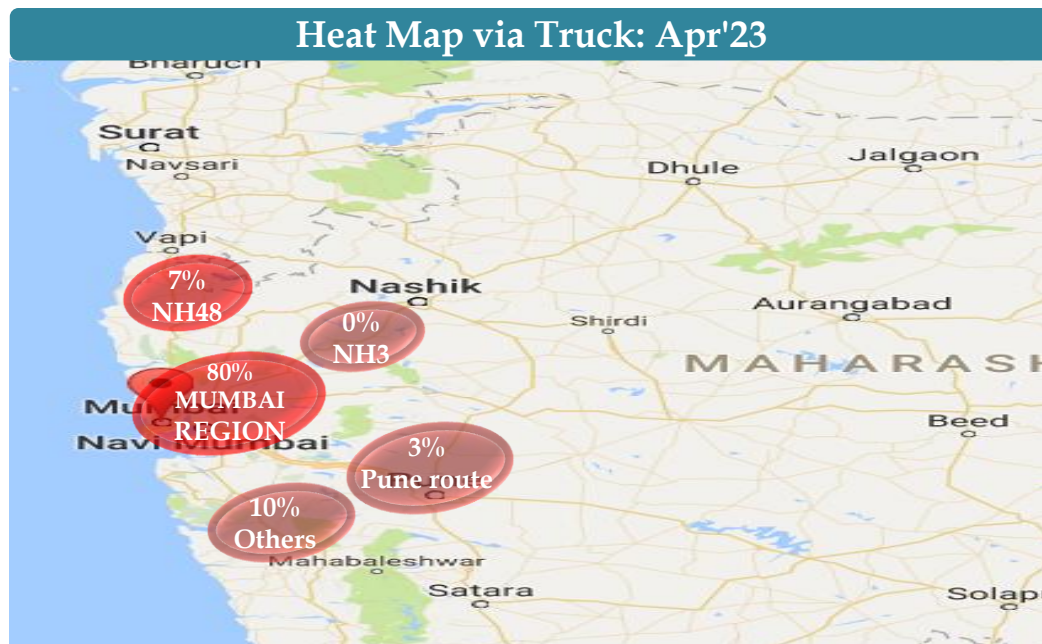 Heat Map via Truck: Apr'23
Bharuch
Surat
Navsari
Dhule
Jalgaon
Vapi
7%
NH48
Nashik
0%
NH3
Shirdi
Aurangabad
MAHARASH
80%
MUMBAI
REGION
Mumbai
Navi Mumbai
Beed
3%
Pune route
10%
Others
Mahabaleshwar
Satara
Solap